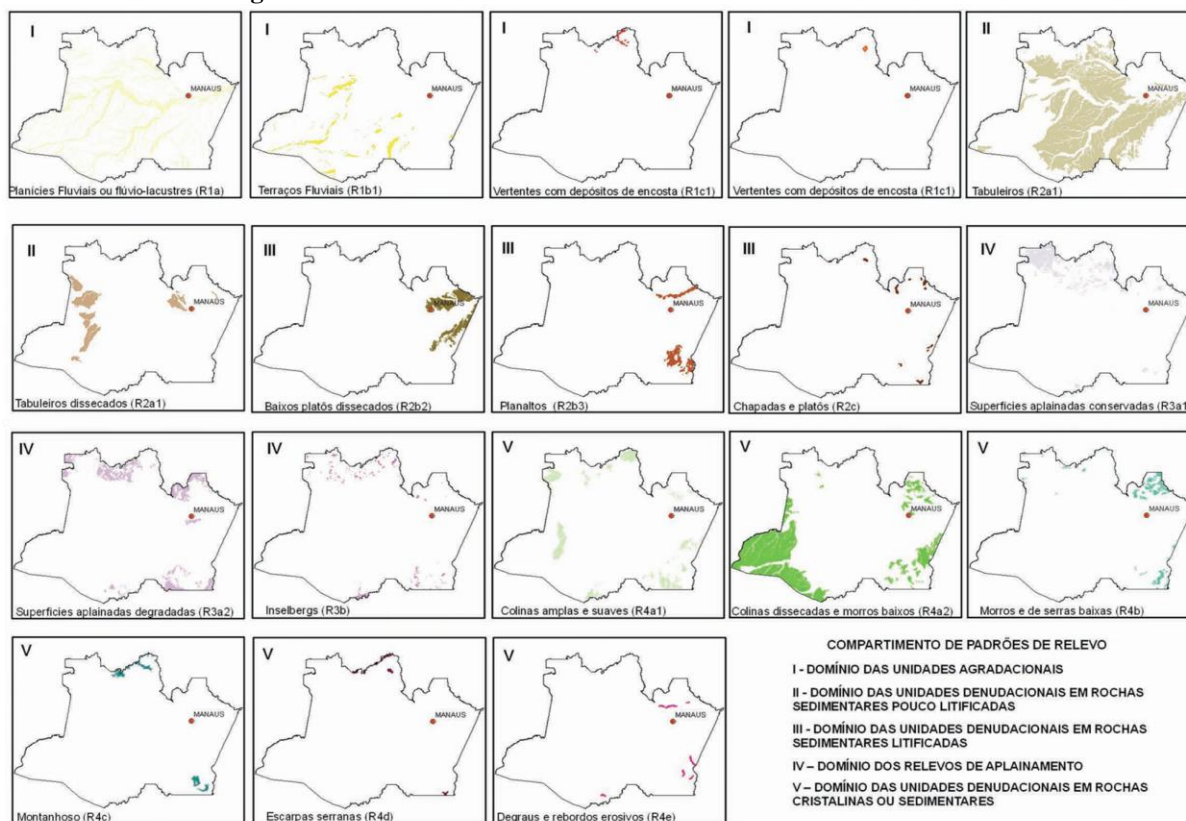 I
MANAUS
Planícies Fluviais ou flúvio-lacustres (R1a)
I
MANAUS
Terraços Fluviais (R1b1)
I
MANAUS
Vertentes com depósitos de encosta (R1c1)
I
MANAUS
Vertentes com depósitos de encosta (R1c1)
II
MANAUS
Tabuleiros (R2a1)
II
MANAUS
Tabuleiros dissecados (R2a1)
III
MANAUS
Baixos platôs dissecados (R2b2)
III
MANAUS
Planaltos (R2b3)
III
MANAUS
Chapadas e platôs (R2c)
IV
MANAUS
Superficies aplainadas conservadas (R3a1
IV
MANAUS
Superficies aplainadas degradadas (R3a2)
IV
MANAUS
Inselbergs (R3b)
V
MANAUS
Colinas amplas e suaves (R4a1)
V
MANAUS
Colinas dissecadas e morros baixos (R4a2)
V
MANAUS
Morros e de serras baixas (R4b)
V
MANAUS
Montanhoso (R4c)
V
MANAUS
Escarpas serranas (R4d)
V
MANAUS
Degraus e rebordos erosivos (R4e)
COMPARTIMENTO DE PADRÕES DE RELEVO
I - DOMÍNIO DAS UNIDADES AGRADACIONAIS
II - DOMÍNIO DAS UNIDADES DENUDACIONAIS EM ROCHAS
SEDIMENTARES POUCO LITIFICADAS
III - DOMÍNIO DAS UNIDADES DENUDACIONAIS EM ROCHAS
SEDIMENTARES LITIFICADAS
IV – DOMÍNIO DOS RELEVOS DE APLAINAMENTO
V – DOMÍNIO DAS UNIDADES DENUDACIONAIS EM ROCHAS
CRISTALINAS OU SEDIMENTARES